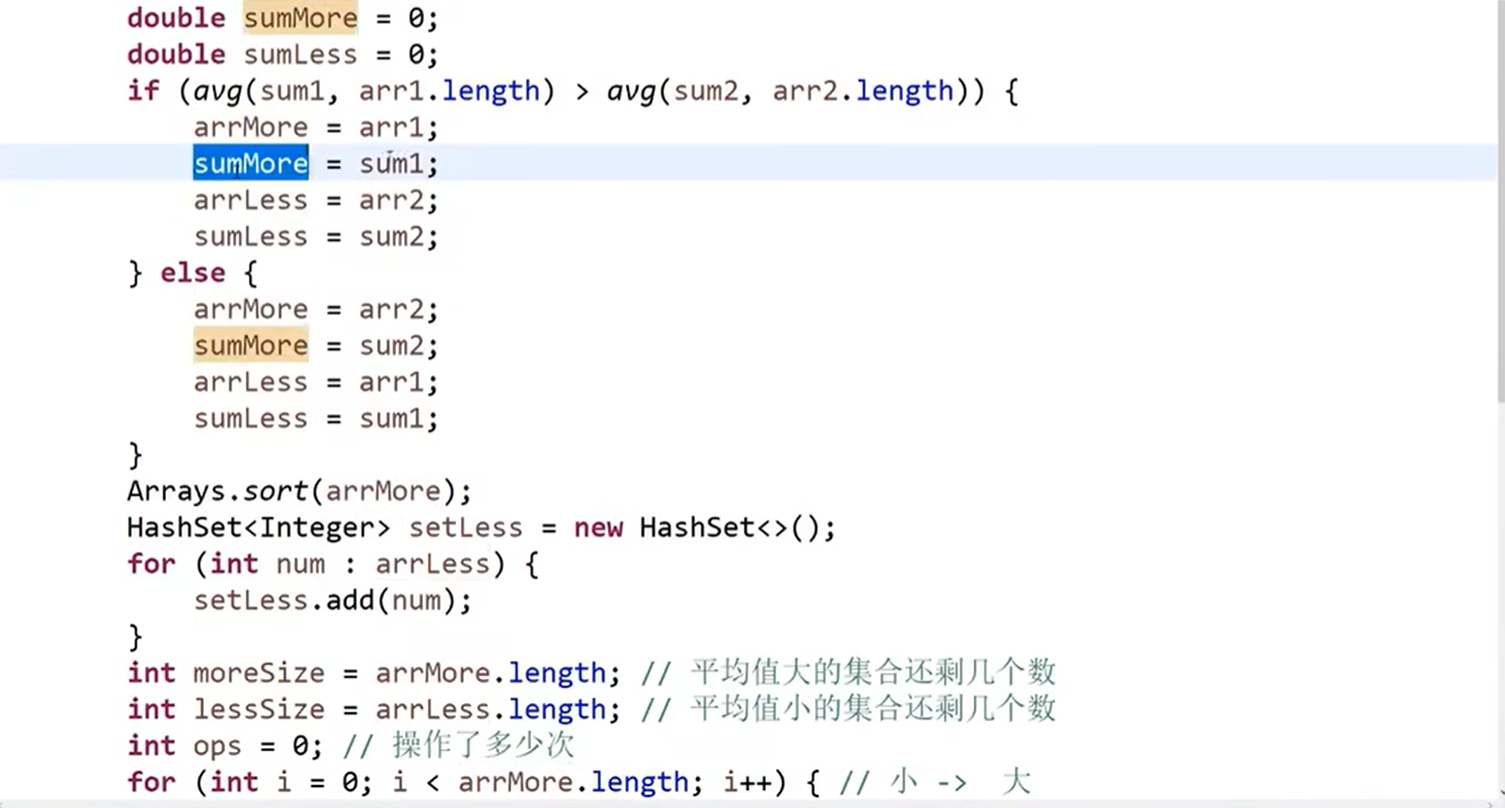 double sumMore = 0;
double sumLess = 0;
if (avg(sum1, arr1.length) > avg(sum2, arr2.length)) {
arrMore = arr1;
sumMore = sum1;
arrLess = arr2;
sumLess = sum2;
} else {
arrMore = arr2;
sumMore = sum2;
arrLess = arr1;
sumLess = sum1;
}
Arrays.sort(arrMore);
HashSet<Integer> setLess = new HashSet<>();
for (int num : arrLess) {
setLess.add(num);
}
int moreSize = arrMore.length; // 平均值大的集合还剩几个数
int lessSize = arrLess.length; // 平均值小的集合还剩几个数
int ops = 0; // 操作了多少次
for (int i = 0; i < arrMore.length; i++) { // 小 -> 大